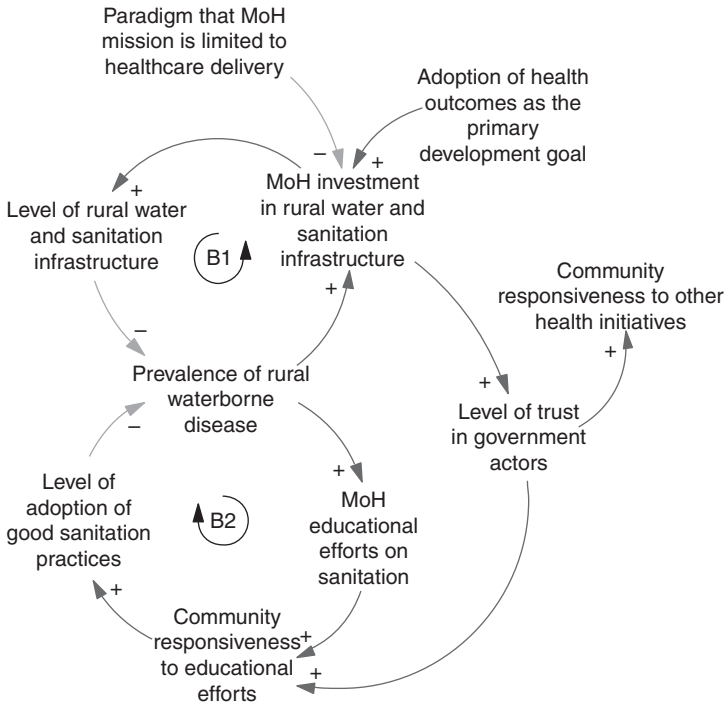 Paradigm that MoH
mission is limited to
healthcare delivery
Adoption of health
outcomes as the
primary
development goal
–
+
MoH investment
in rural water and
sanitation
infrastructure
+
Level of rural water
and sanitation
infrastructure
B1
+
Community
responsiveness to other
health initiatives
+
–
Prevalence of rural
waterborne
disease
–
+
Level of trust
in government
actors
+
Level of
adoption of
good sanitation
practices
B2
MoH
educational
efforts on
sanitation
+
Community
responsiveness
to educational
efforts
+
+